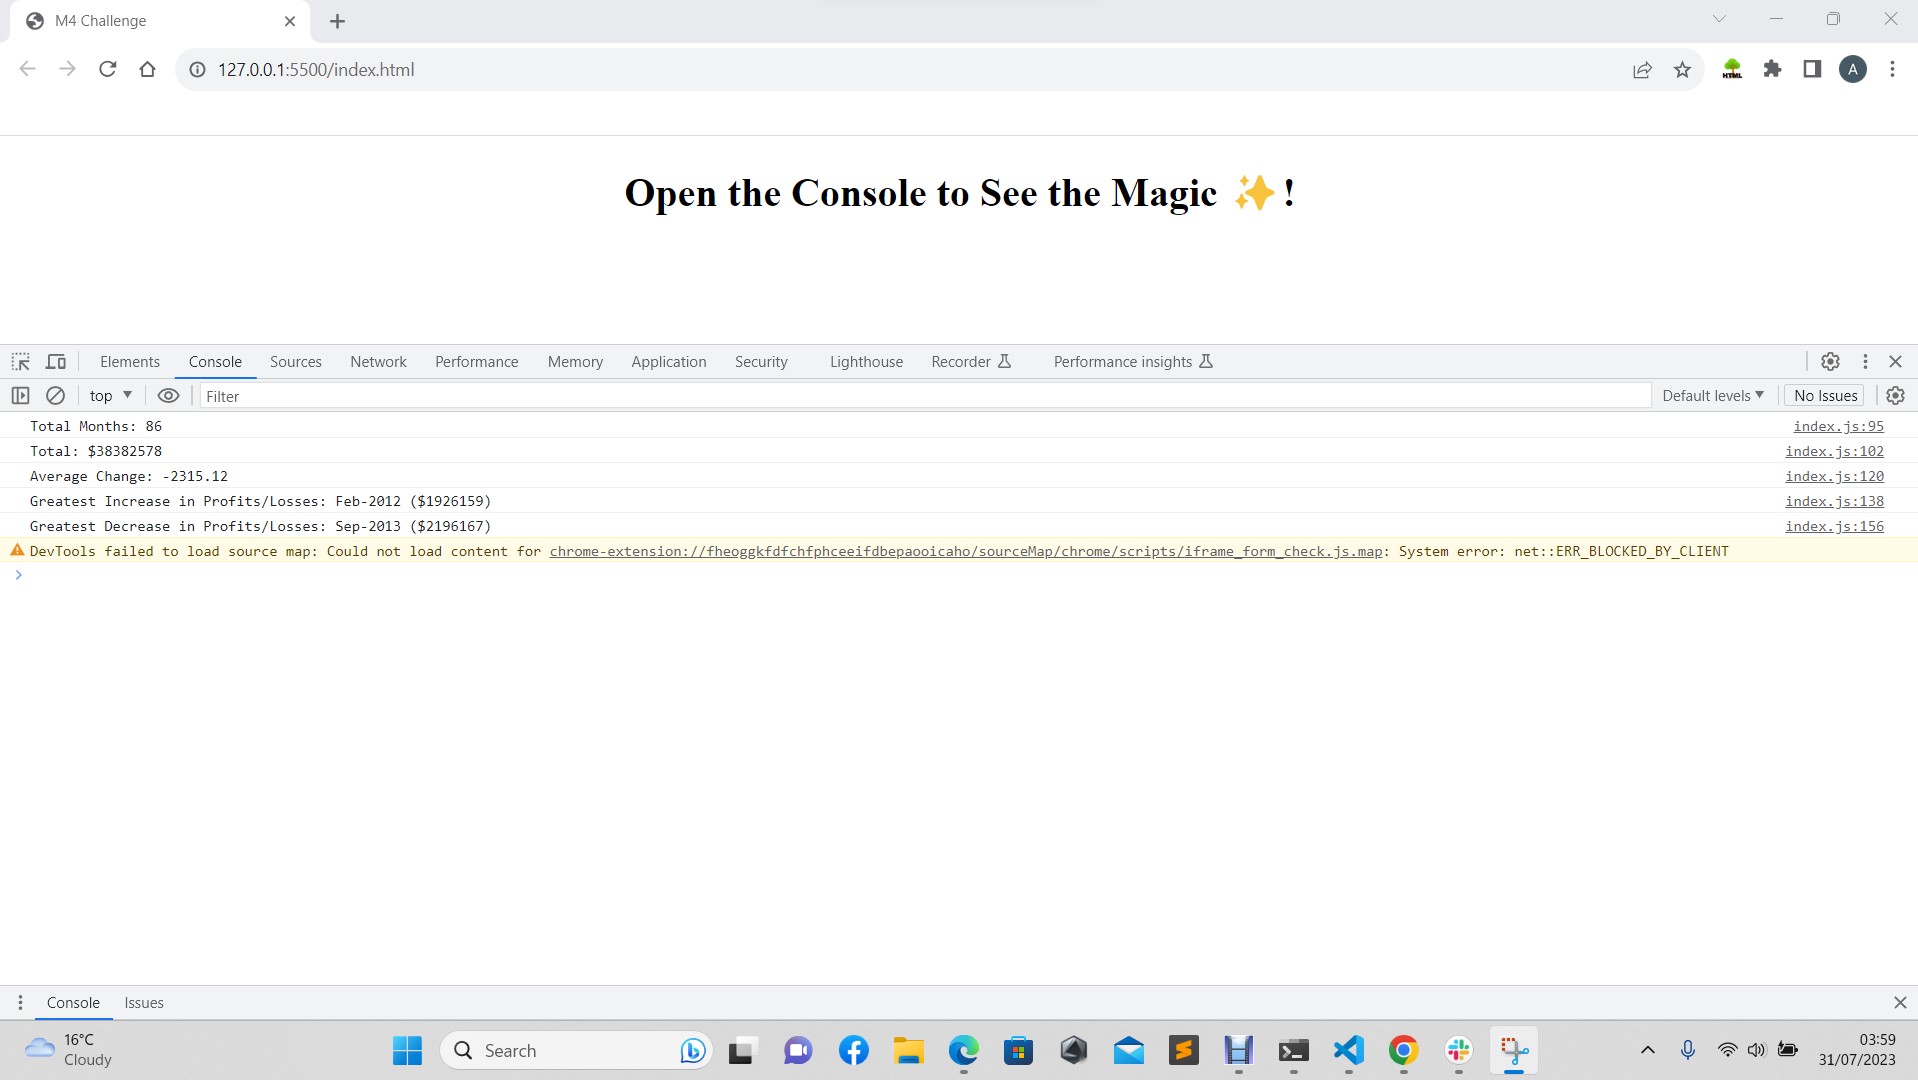 M4 Challenge
127.0.0.1:5500/index.html
HTML
A
Open the Console to See the Magic ✨!
Elements Console Sources Network Performance Memory Application Security Lighthouse Recorder Performance insights
top Filter Default levels No Issues
Total Months: 86 index.js:95
Total: $38382578 index.js:102
Average Change: -2315.12 index.js:120
Greatest Increase in Profits/Losses: Feb-2012 ($1926159) index.js:138
Greatest Decrease in Profits/Losses: Sep-2013 ($2196167) index.js:156
DevTools failed to load source map: Could not load content for chrome-extension://fheoggkfdfchfphceeifdbepaooicaho/sourceMap/chrome/scripts/iframe_form_check.js.map: System error: net::ERR_BLOCKED_BY_CLIENT
Console Issues
16°C
Cloudy
Search
03:59
31/07/2023